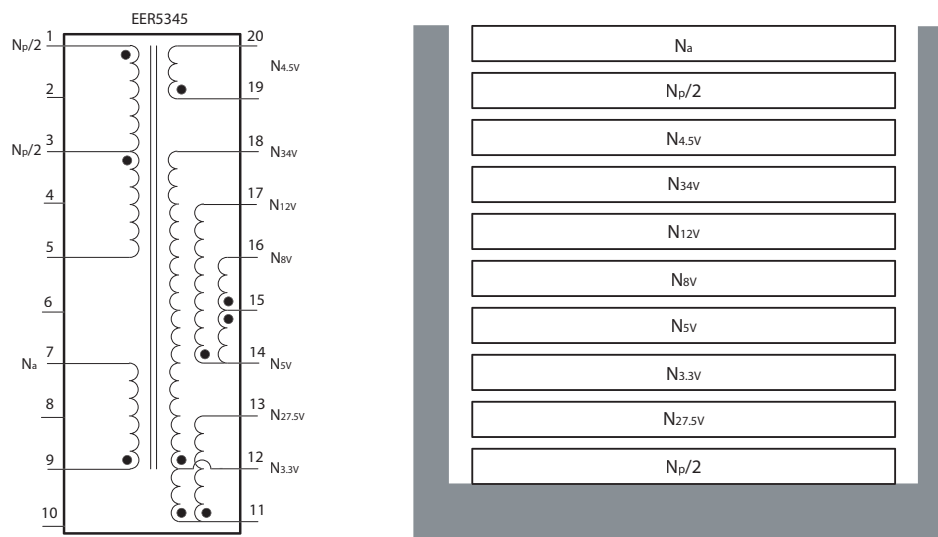 EER5345
Np/2 1
2
Np/2 3
4
5
6
Na 7
8
9
10
20
N4.5V
19
18 N34V
17 N12V
16 N8V
15
14 N5V
13 N27.5V
12 N3.3V
11
Na
Np/2
N4.5V
N34V
N12V
N8V
N5V
N3.3V
N27.5V
Np/2